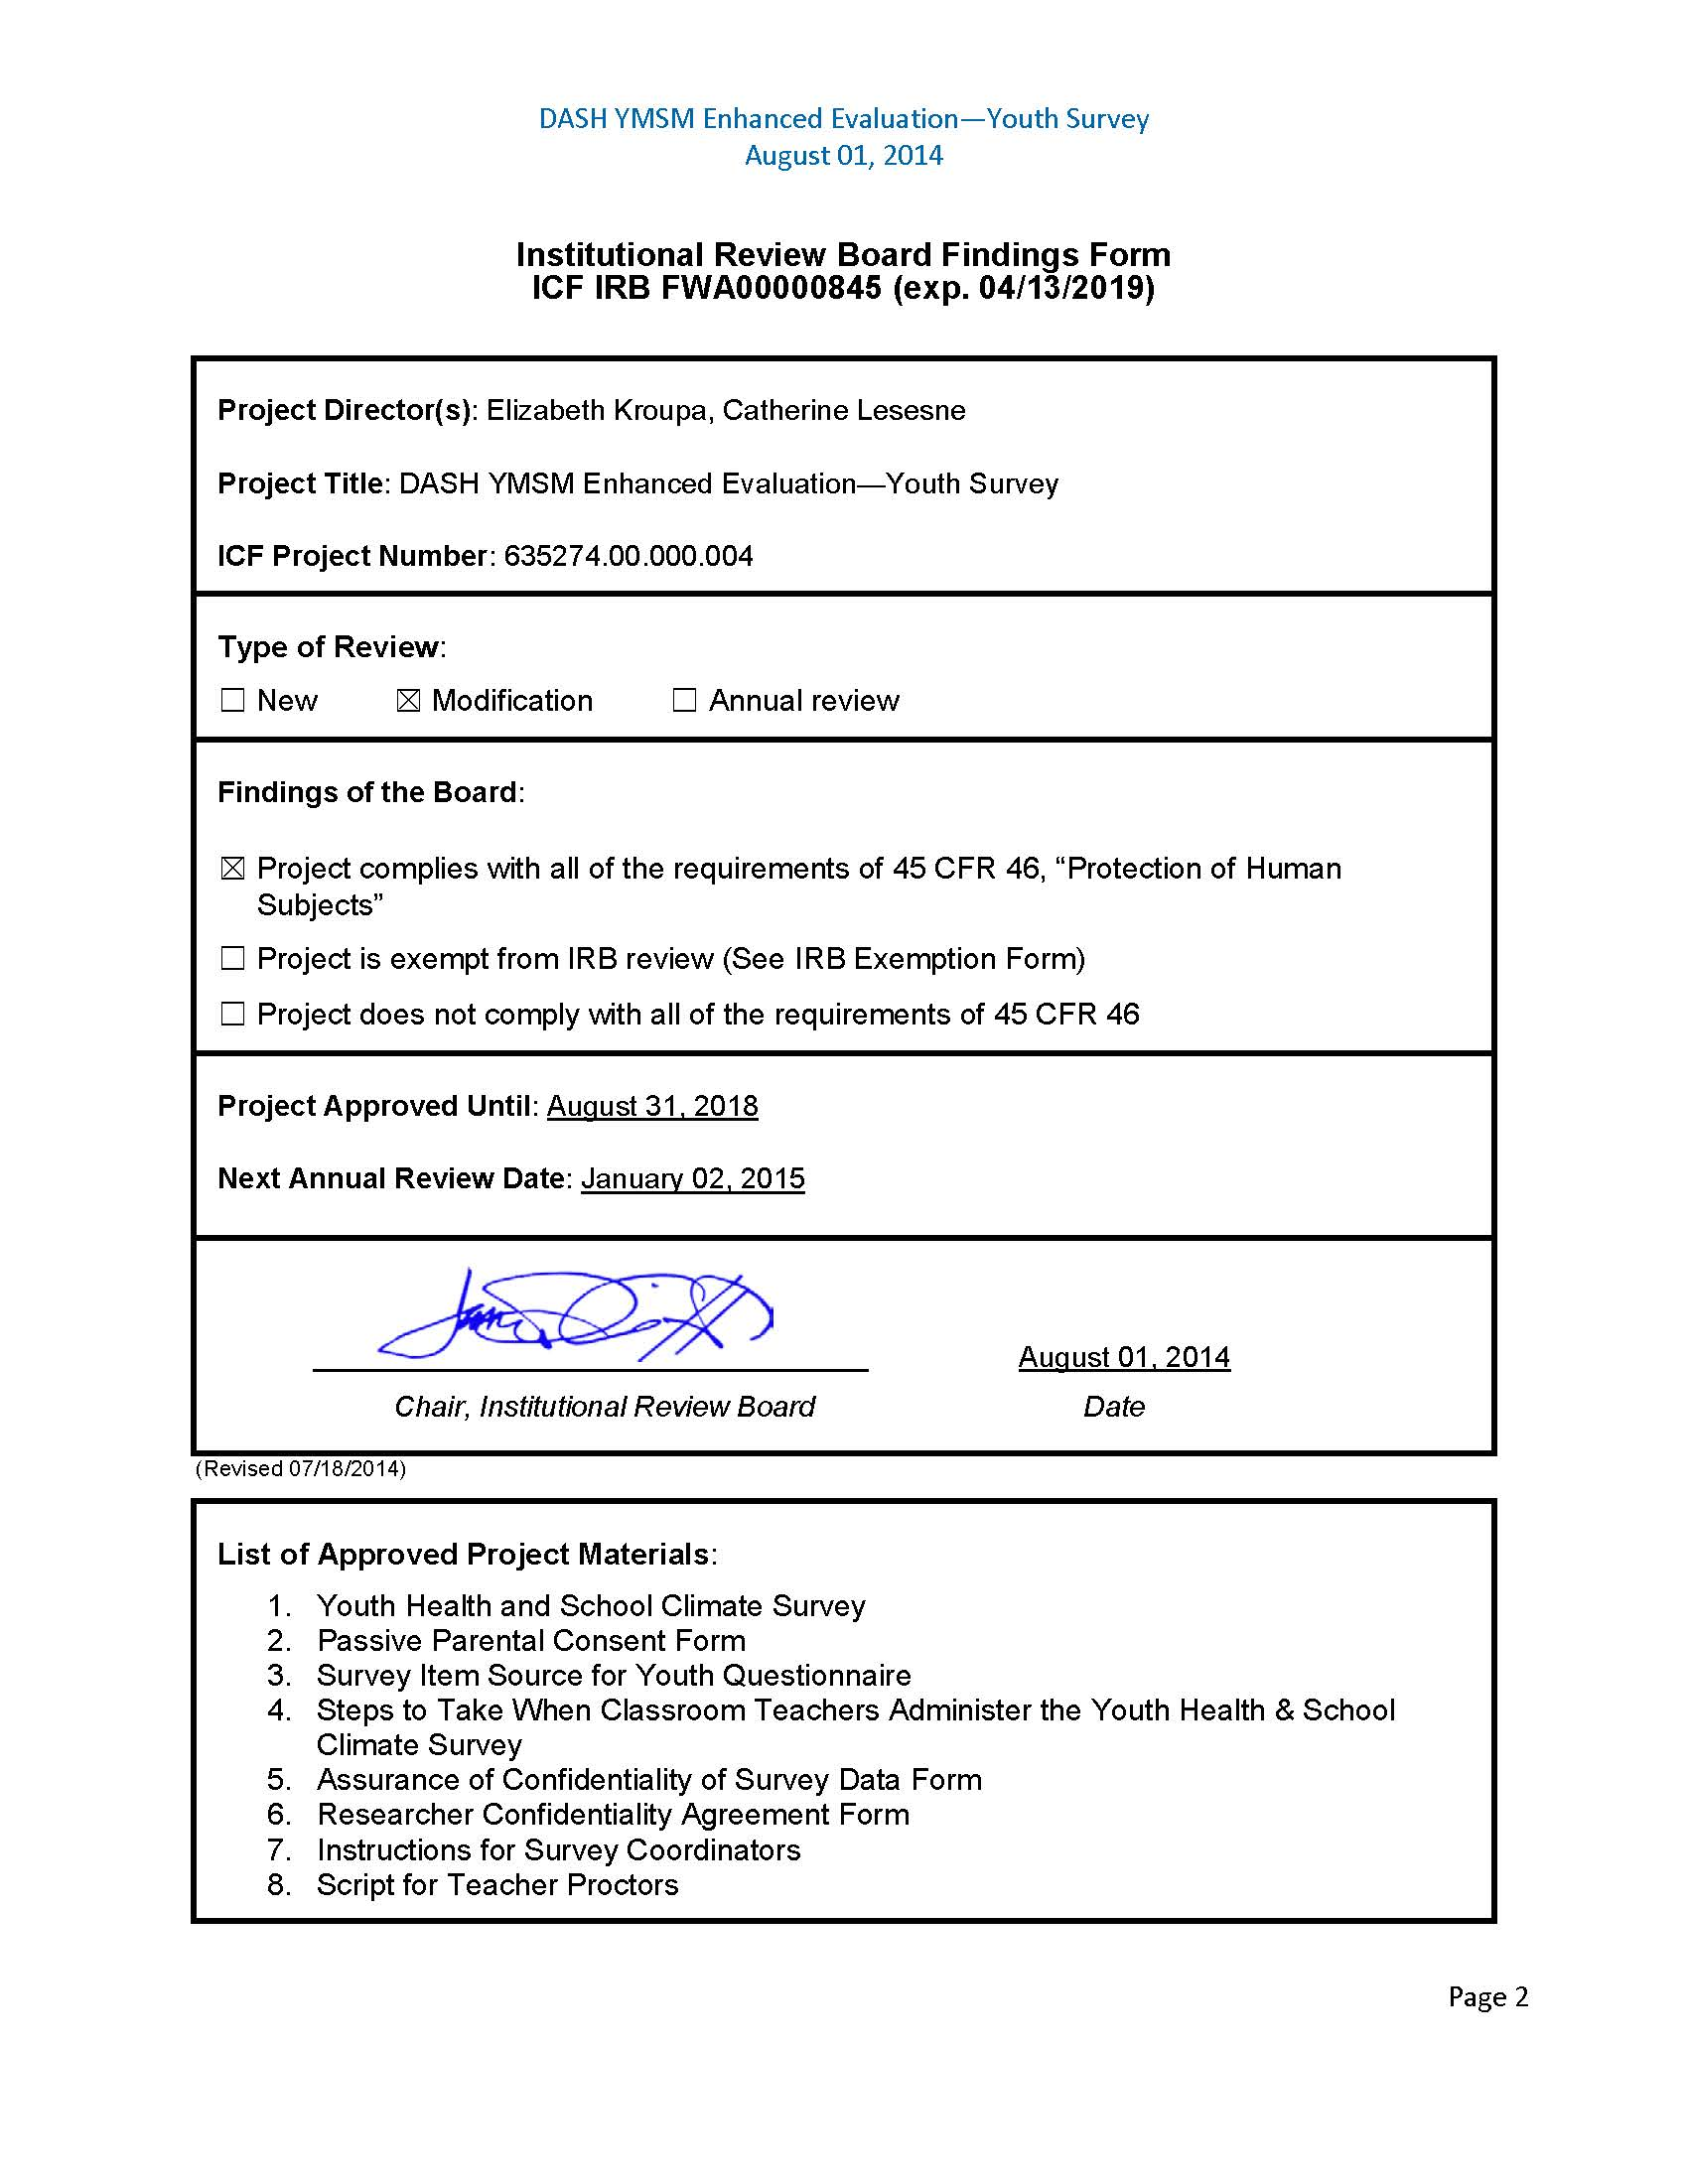 DASH YMSM Enhanced Evaluation—Youth Survey
August 01, 2014
Institutional Review Board Findings Form
ICF IRB FWA00000845 (exp. 04/13/2019)
Project Director(s): Elizabeth Kroupa, Catherine Lesesne
Project Title: DASH YMSM Enhanced Evaluation—Youth Survey
ICF Project Number: 635274.00.000.004
Type of Review:
☐ New ☒ Modification ☐ Annual review
Findings of the Board:
☒ Project complies with all of the requirements of 45 CFR 46, “Protection of Human
Subjects”
☐ Project is exempt from IRB review (See IRB Exemption Form)
☐ Project does not comply with all of the requirements of 45 CFR 46
Project Approved Until: August 31, 2018
Next Annual Review Date: January 02, 2015
August 01, 2014
Chair, Institutional Review Board Date
(Revised 07/18/2014)
List of Approved Project Materials:
1. Youth Health and School Climate Survey
2. Passive Parental Consent Form
3. Survey Item Source for Youth Questionnaire
4. Steps to Take When Classroom Teachers Administer the Youth Health & School
Climate Survey
5. Assurance of Confidentiality of Survey Data Form
6. Researcher Confidentiality Agreement Form
7. Instructions for Survey Coordinators
8. Script for Teacher Proctors
Page 2